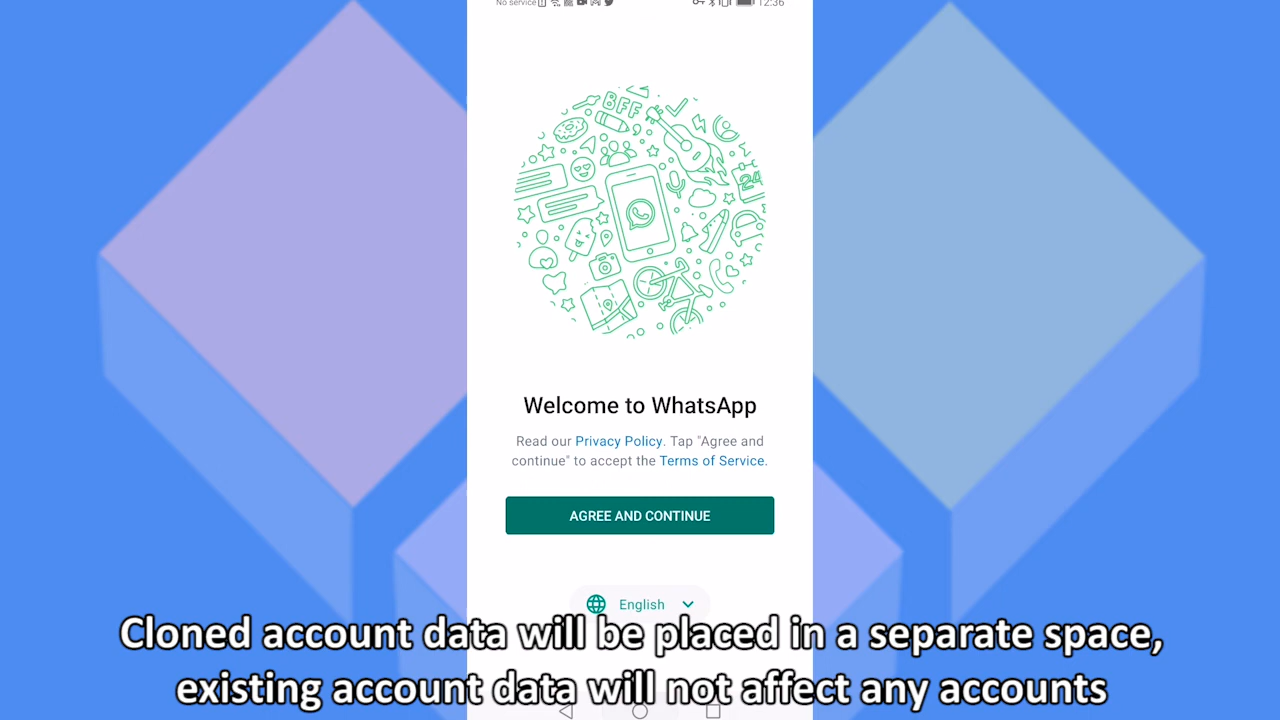 No service 12:36
BFF
24
Welcome to WhatsApp
Read our Privacy Policy. Tap "Agree and
continue" to accept the Terms of Service.
AGREE AND CONTINUE
English
Cloned account data will be placed in a separate space,
existing account data will not affect any accounts